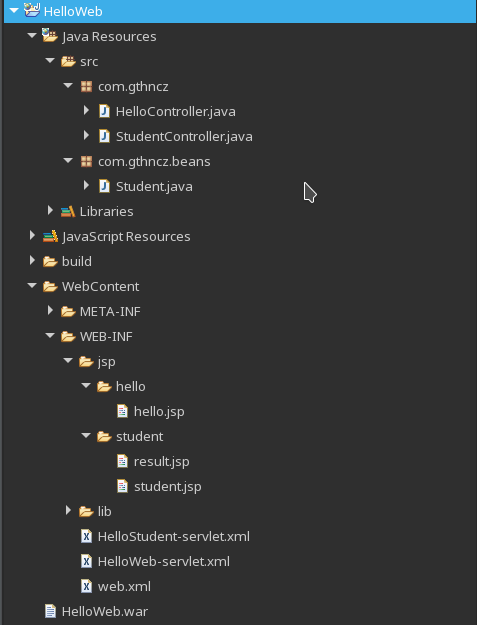 HelloWeb
Java Resources
src
com.gthncz
HelloController.java
StudentController.java
com.gthncz.beans
Student.java
Libraries
JavaScript Resources
build
WebContent
META-INF
WEB-INF
jsp
hello
hello.jsp
student
result.jsp
student.jsp
lib
HelloStudent-servlet.xml
HelloWeb-servlet.xml
web.xml
HelloWeb.war